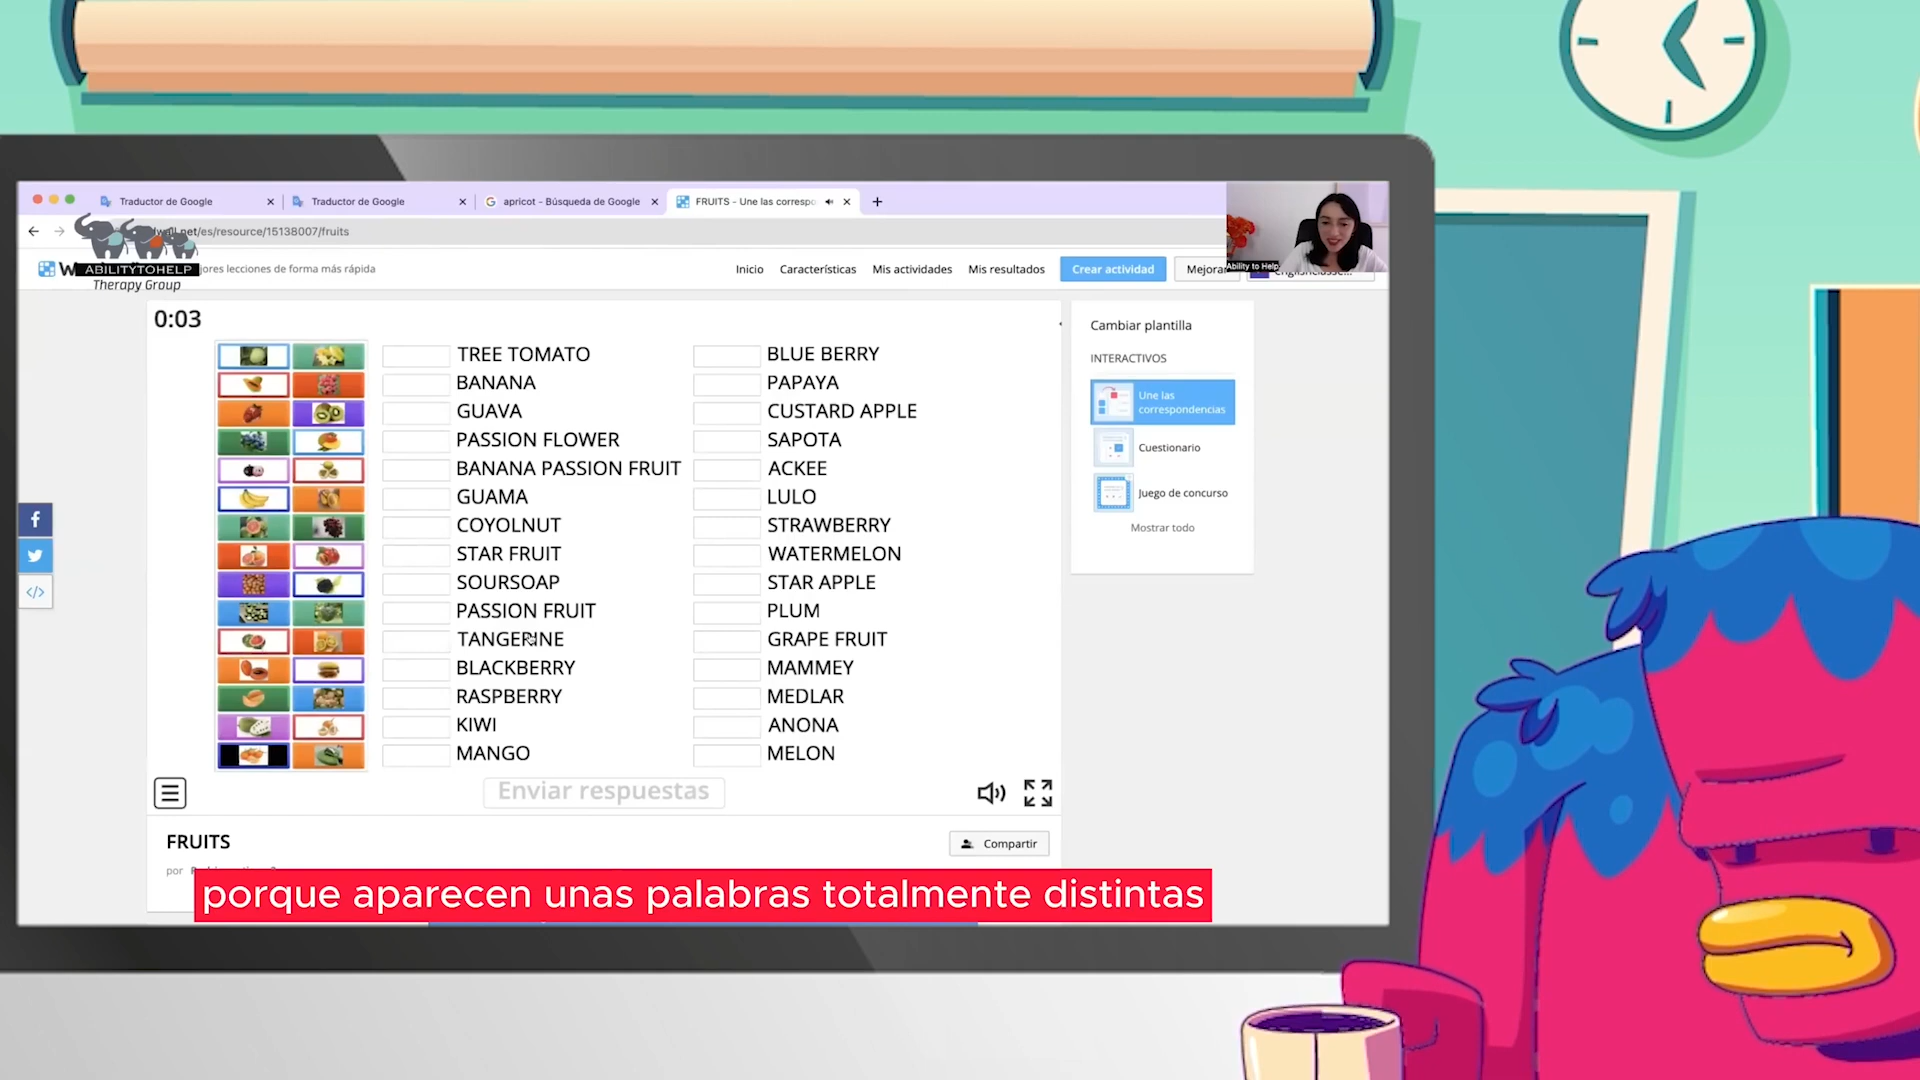 Traductor de Google
Traductor de Google
apricot - Búsqueda de Google
FRUITS - Une las correspo
.net/es/resource/15138007/fruits
ABILITYTOHELP
Therapy Group
jores lecciones de forma más rápida
Inicio
Características
Mis actividades
Mis resultados
Crear actividad
Mejorar
Ability to Help
0:03
TREE TOMATO
BANANA
GUAVA
PASSION FLOWER
BANANA PASSION FRUIT
GUAMA
COYOLNUT
STAR FRUIT
SOURSOAP
PASSION FRUIT
TANGERINE
BLACKBERRY
RASPBERRY
KIWI
MANGO
BLUE BERRY
PAPAYA
CUSTARD APPLE
SAPOTA
ACKEE
LULO
STRAWBERRY
WATERMELON
STAR APPLE
PLUM
GRAPE FRUIT
MAMMEY
MEDLAR
ANONA
MELON
Enviar respuestas
Cambiar plantilla
INTERACTIVOS
Une las
correspondencias
Cuestionario
Juego de concurso
Mostrar todo
FRUITS
Compartir
por
porque aparecen unas palabras totalmente distintas